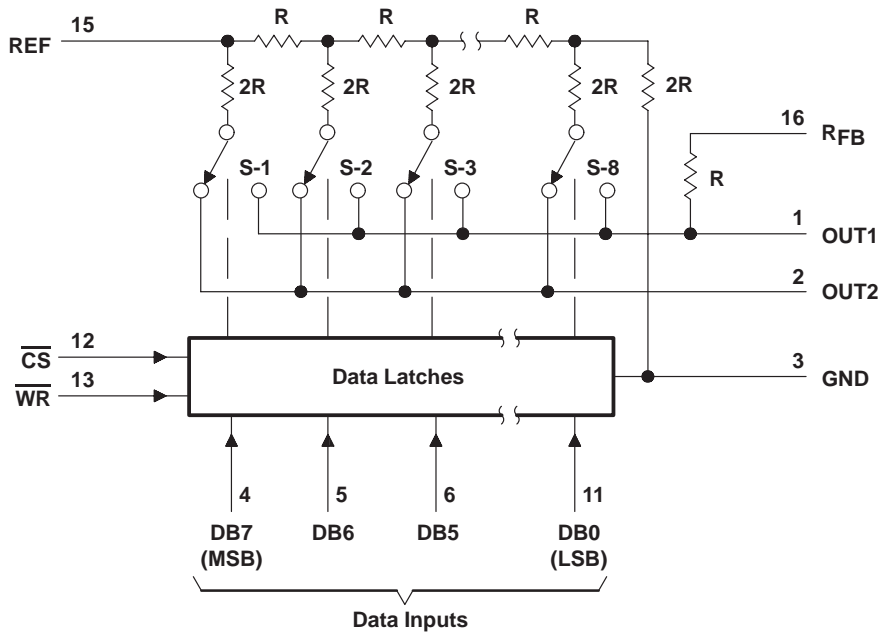 15
REF
R
R
R
2R
2R
2R
2R
2R
16
RFB
R
S-1
S-2
S-3
S-8
1
OUT1
2
OUT2
CS
12
WR
13
Data Latches
3
GND
4
5
6
11
DB7
(MSB)
DB6
DB5
DB0
(LSB)
Data Inputs